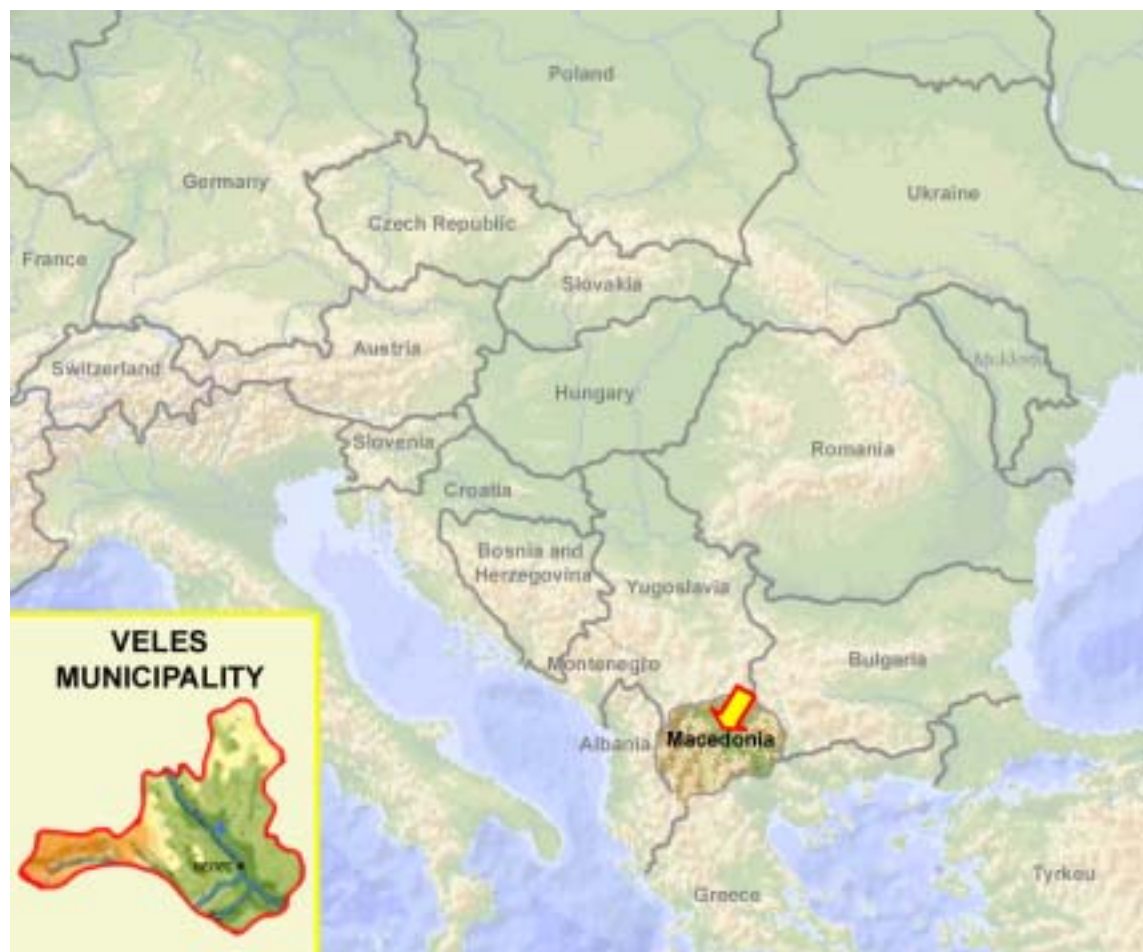 Poland
Germany
Ukraine
Czech Republic
France
Slovakia
Austria
Switzerland
Hungary
Slovenia
Romania
Croatia
Bosnia and
Herzegovina
Yugoslavia
Montenegto
Bulgaria
Macedonia
Albania
Greece
Tyrkeu
VELES
MUNICIPALITY